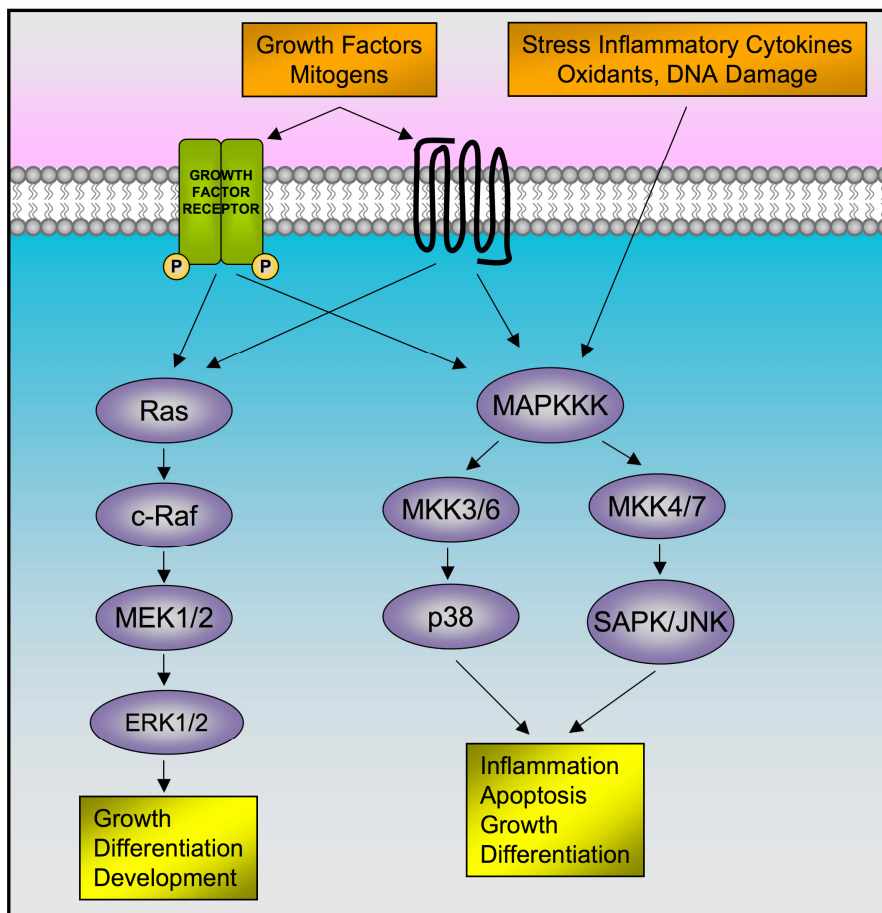 Growth Factors
Mitogens
Stress Inflammatory Cytokines
Oxidants, DNA Damage
GROWTH
FACTOR
RECEPTOR
P
P
Ras
MAPKKK
c-Raf
MKK3/6
MKK4/7
MEK1/2
p38
SAPK/JNK
ERK1/2
Growth
Differentiation
Development
Inflammation
Apoptosis
Growth
Differentiation